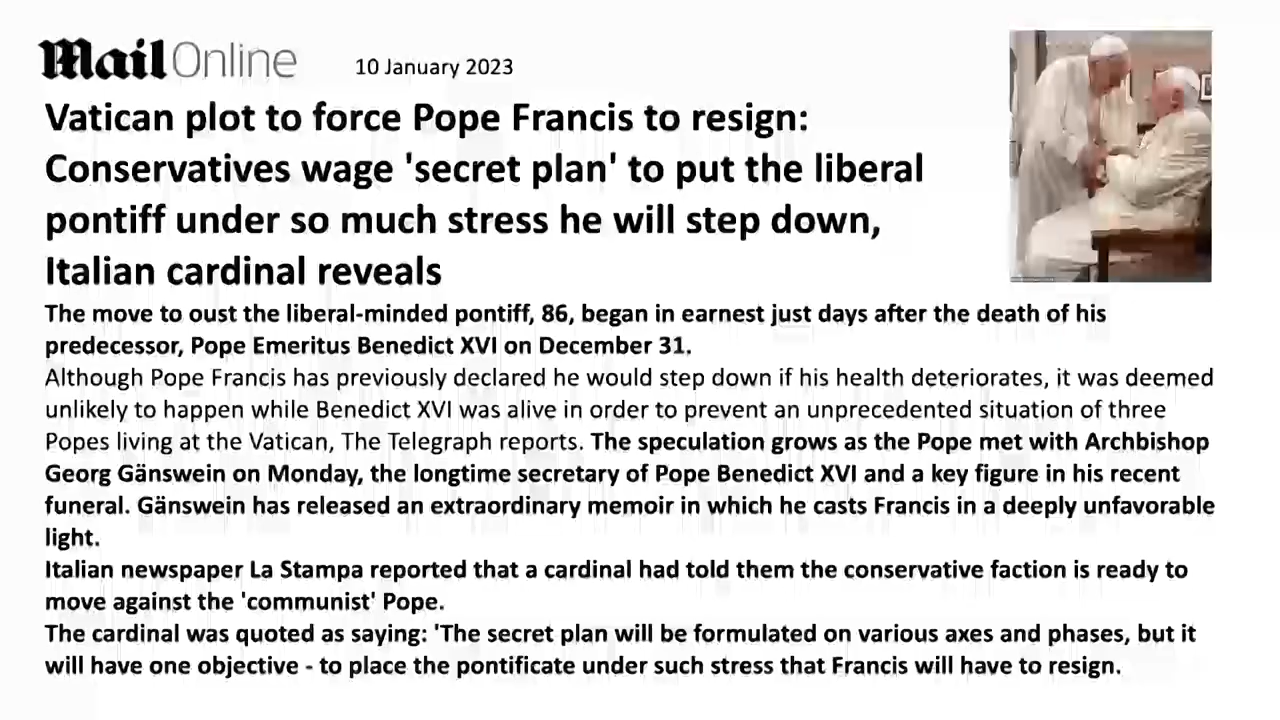 Mail Online
10 January 2023
Vatican plot to force Pope Francis to resign:
Conservatives wage 'secret plan' to put the liberal
pontiff under so much stress he will step down,
Italian cardinal reveals
The move to oust the liberal-minded pontiff, 86, began in earnest just days after the death of his
predecessor, Pope Emeritus Benedict XVI on December 31.
Although Pope Francis has previously declared he would step down if his health deteriorates, it was deemed
unlikely to happen while Benedict XVI was alive in order to prevent an unprecedented situation of three
Popes living at the Vatican, The Telegraph reports. The speculation grows as the Pope met with Archbishop
Georg Gänswein on Monday, the longtime secretary of Pope Benedict XVI and a key figure in his recent
funeral. Gänswein has released an extraordinary memoir in which he casts Francis in a deeply unfavorable
light.
Italian newspaper La Stampa reported that a cardinal had told them the conservative faction is ready to
move against the 'communist' Pope.
The cardinal was quoted as saying: 'The secret plan will be formulated on various axes and phases, but it
will have one objective - to place the pontificate under such stress that Francis will have to resign.